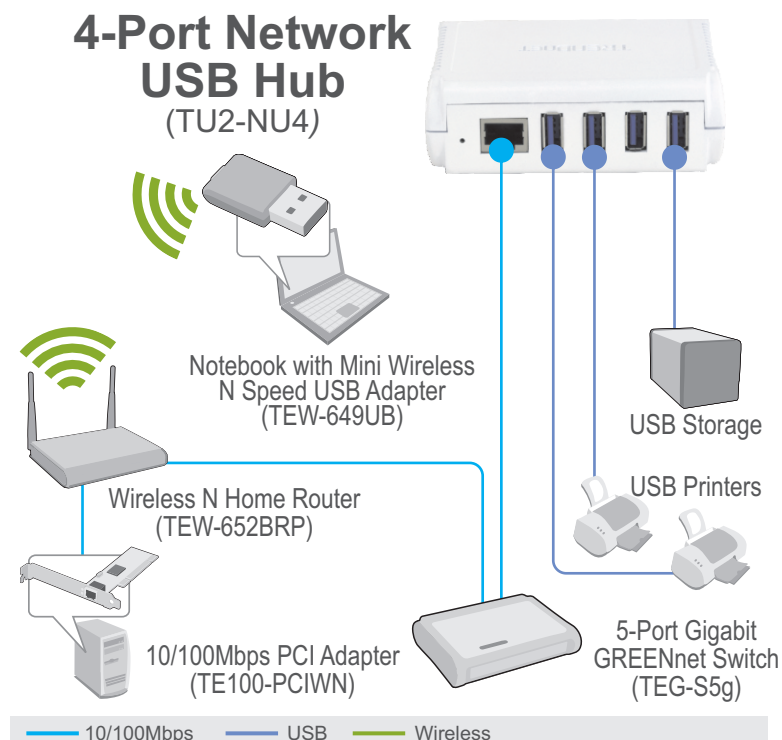 4-Port Network
USB Hub
(TU2-NU4)
Notebook with Mini Wireless
N Speed USB Adapter
(TEW-649UB)
USB Storage
USB Printers
Wireless N Home Router
(TEW-652BRP)
10/100Mbps PCI Adapter
(TE100-PCIWN)
5-Port Gigabit
GREENnet Switch
(TEG-S5g)
10/100Mbps USB Wireless